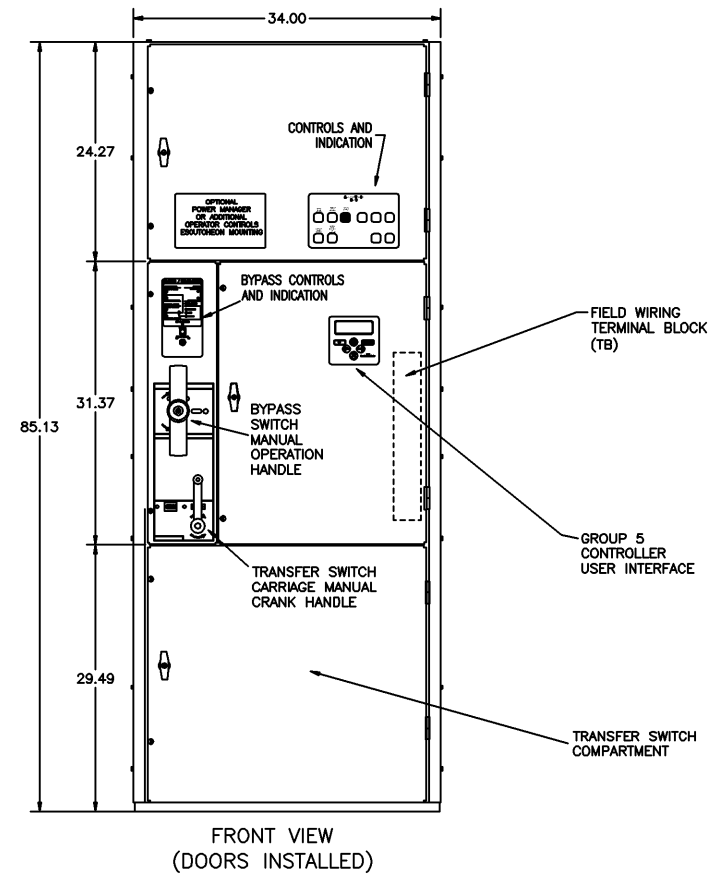 34.00
24.27
CONTROLS AND
INDICATION
OPTIONAL
POWER MANAGER
OR ADDITIONAL
OPERATOR CONTROLS
ESCUTCHEON MOUNTING
BYPASS CONTROLS
AND INDICATION
FIELD WIRING
TERMINAL BLOCK
(TB)
31.37
85.13
BYPASS
SWITCH
MANUAL
OPERATION
HANDLE
GROUP 5
CONTROLLER
USER INTERFACE
TRANSFER SWITCH
CARRIAGE MANUAL
CRANK HANDLE
29.49
TRANSFER SWITCH
COMPARTMENT
FRONT VIEW
(DOORS INSTALLED)